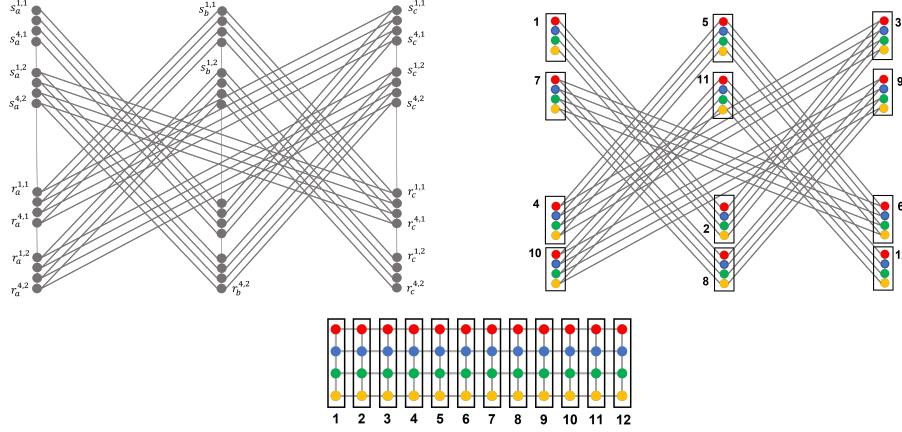 s_a^{1,1} s_b^{1,1} s_c^{1,1}
s_a^{4,1} s_c^{4,1}
s_a^{1,2} s_b^{1,2} s_c^{1,2}
s_a^{4,2} s_c^{4,2}
r_a^{1,1} r_c^{1,1}
r_a^{4,1} r_c^{4,1}
r_a^{1,2} r_c^{1,2}
r_a^{4,2} r_b^{4,2} r_c^{4,2}
1 5 3
7 11 9
4 2 6
10 8 1
1 2 3 4 5 6 7 8 9 10 11 12